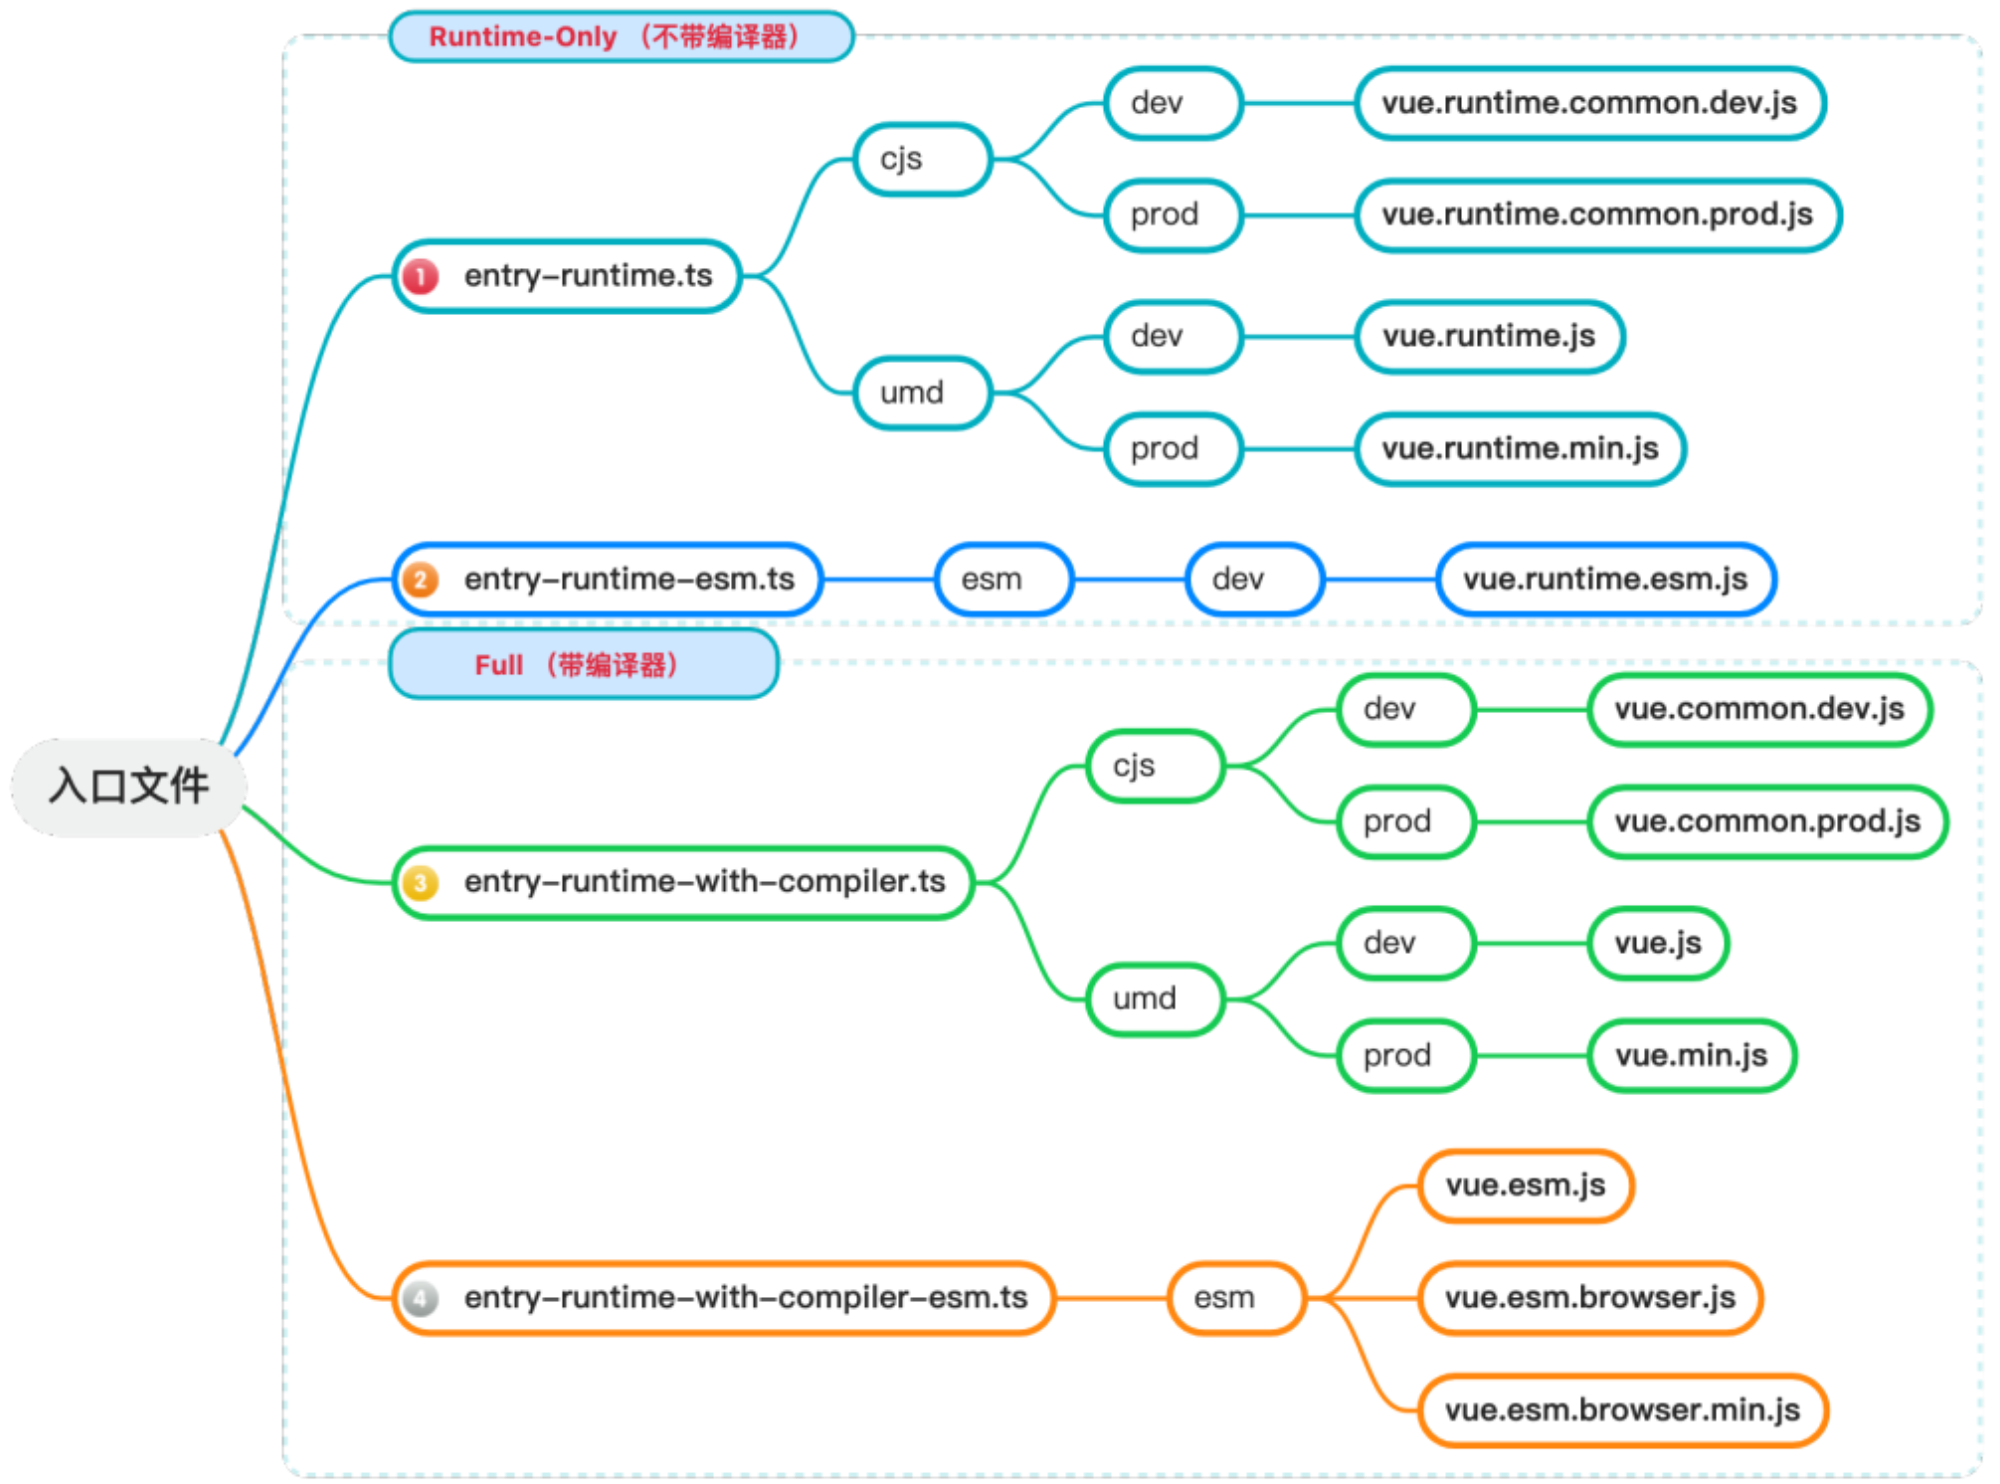 Runtime-Only （不带编译器）
dev
vue.runtime.common.dev.js
cjs
prod
vue.runtime.common.prod.js
1 entry–runtime.ts
dev
vue.runtime.js
umd
prod
vue.runtime.min.js
2 entry–runtime–esm.ts
esm
dev
vue.runtime.esm.js
Full （带编译器）
入口文件
dev
vue.common.dev.js
cjs
prod
vue.common.prod.js
3 entry–runtime–with–compiler.ts
dev
vue.js
umd
prod
vue.min.js
vue.esm.js
4 entry–runtime–with–compiler–esm.ts
esm
vue.esm.browser.js
vue.esm.browser.min.js